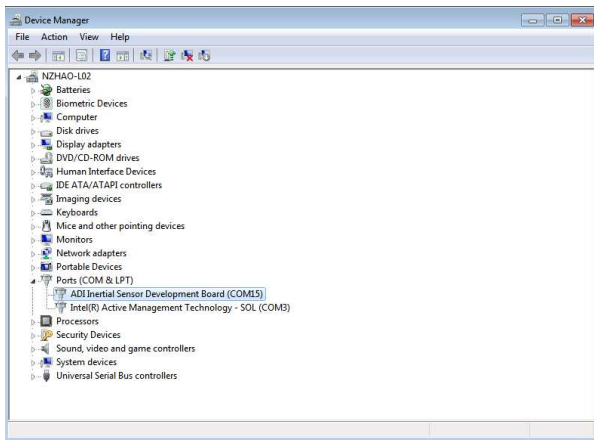 Device Manager
File Action View Help
NZHAO-L02
Batteries
Biometric Devices
Computer
Disk drives
Display adapters
DVD/CD-ROM drives
Human Interface Devices
IDE ATA/ATAPI controllers
Imaging devices
Keyboards
Mice and other pointing devices
Monitors
Network adapters
Portable Devices
Ports (COM & LPT)
ADI Inertial Sensor Development Board (COM15)
Intel(R) Active Management Technology - SOL (COM3)
Processors
Security Devices
Sound, video and game controllers
System devices
Universal Serial Bus controllers